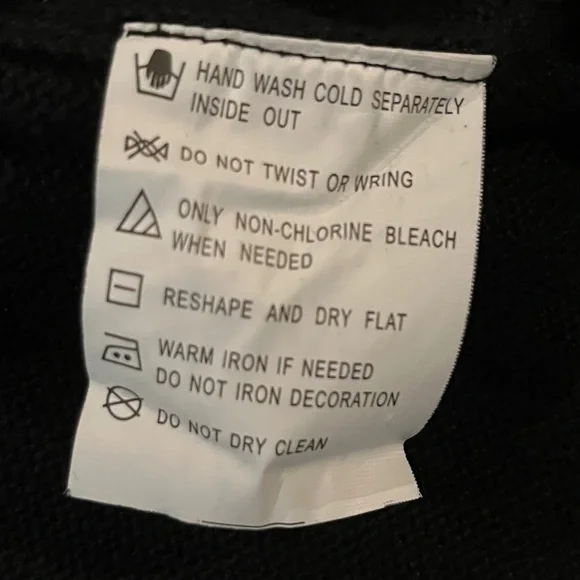 HAND WASH COLD SEPARATELY
INSIDE OUT
DO NOT TWIST OR WRING
ONLY NON-CHLORINE BLEACH
WHEN NEEDED
RESHAPE AND DRY FLAT
WARM IRON IF NEEDED
DO NOT IRON DECORATION
DO NOT DRY CLEAN